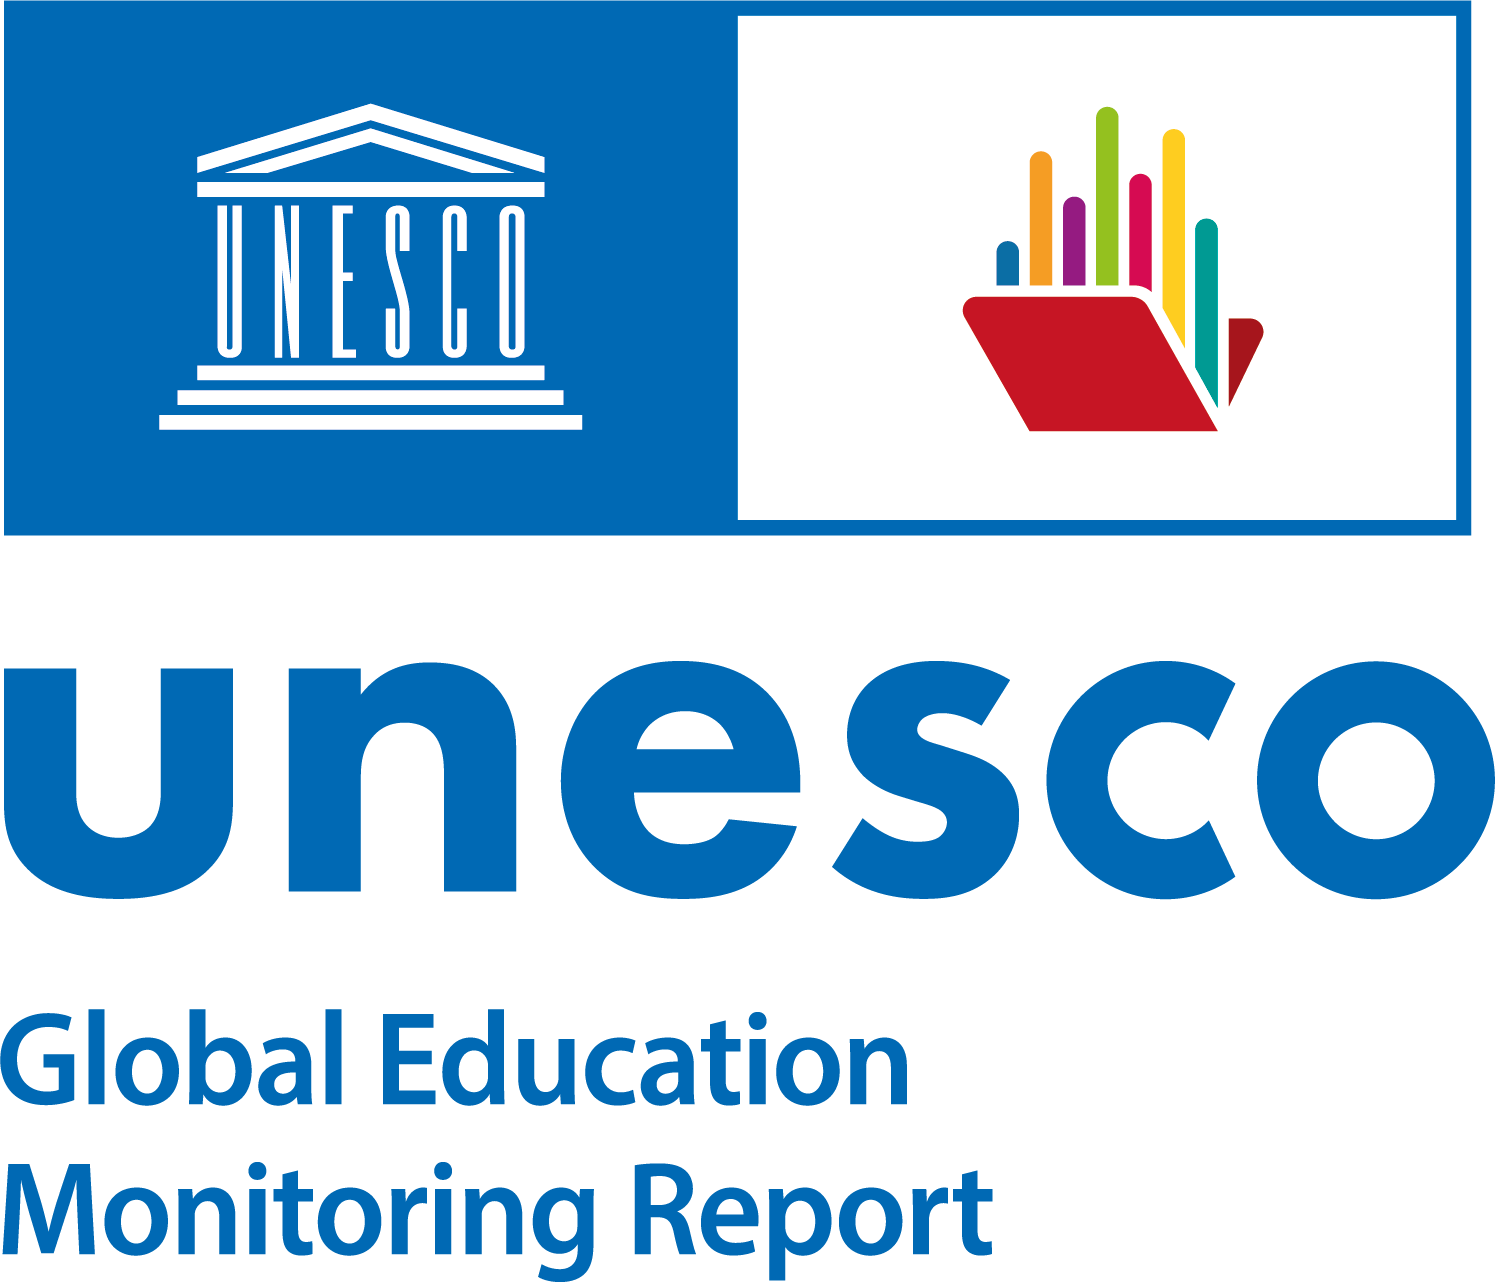 UNESCO
unesco
Global Education
Monitoring Report